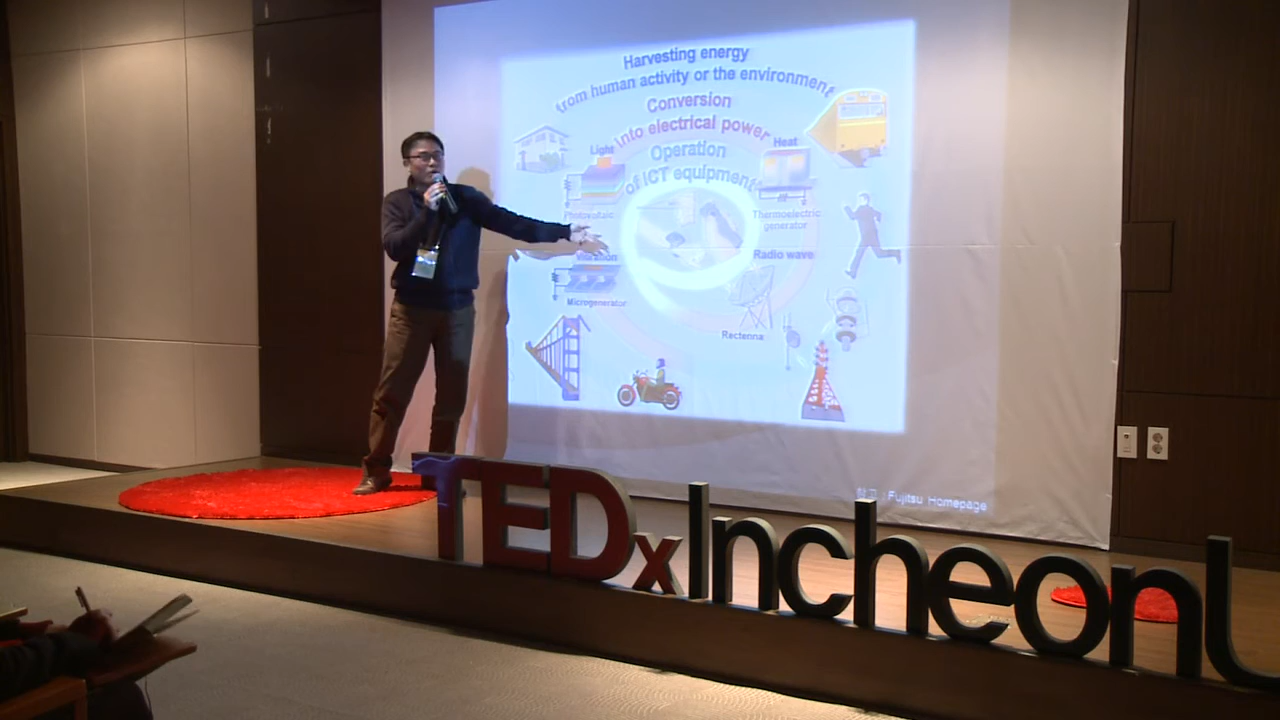 Harvesting energy
from human activity or the environment
Conversion
into electrical power
Operation
of ICT equipment
Light
Heat
Photovoltaic
Thermoelectric
generator
Vibration
Radio wave
Microgenerator
Rectenna
Fujitsu Homepage
TEDxIncheonU